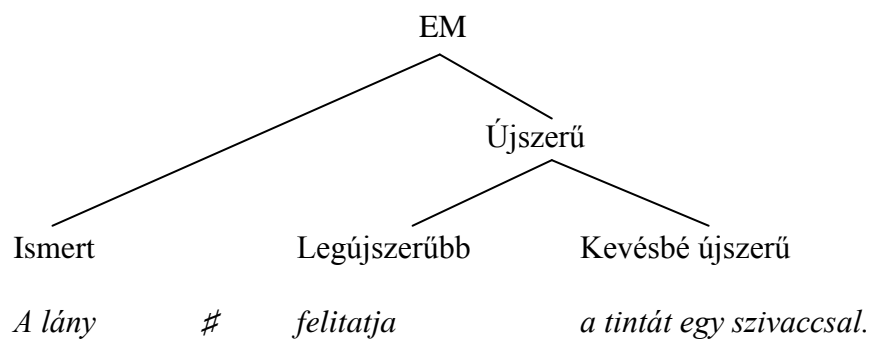 EM
Újszerű
Ismert Legújszerűbb Kevésbé újszerű
A lány ♯ felitatja a tintát egy szivaccsal.